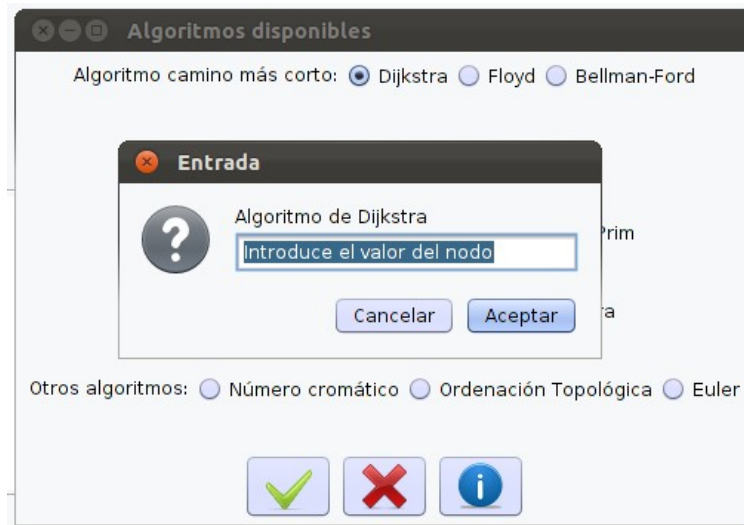 Algoritmos disponibles
Algoritmo camino más corto: Dijkstra Floyd Bellman-Ford
Entrada
Algoritmo de Dijkstra
Introduce el valor del nodo
Prim
Cancelar Aceptar
Otros algoritmos: Número cromático Ordenación Topológica Euler